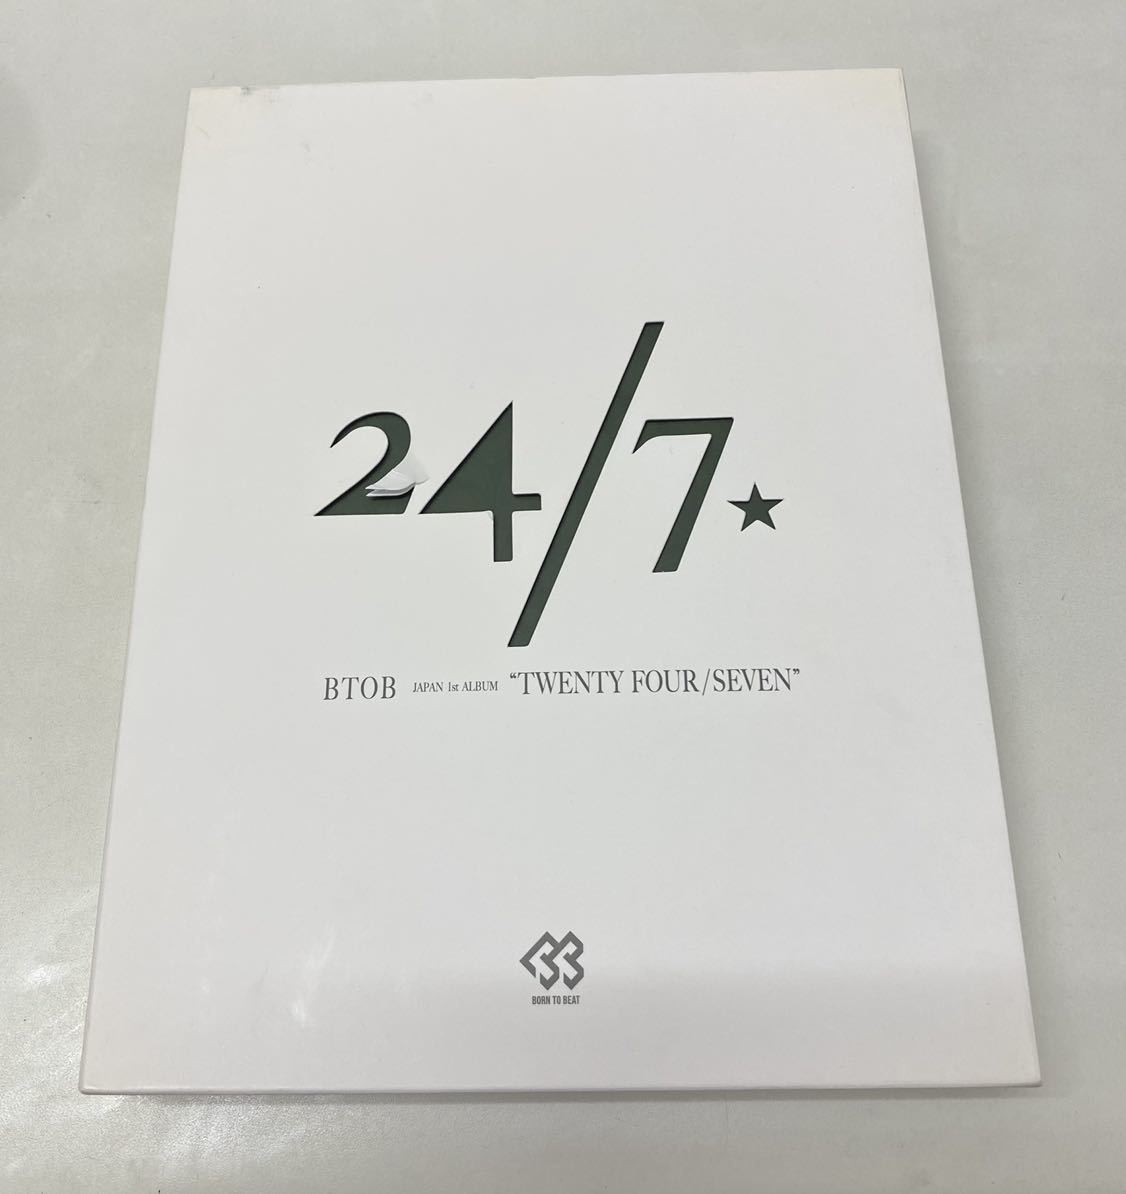 24/7★
BTOB JAPAN 1st ALBUM “TWENTY FOUR/SEVEN”
BORN TO BEAT